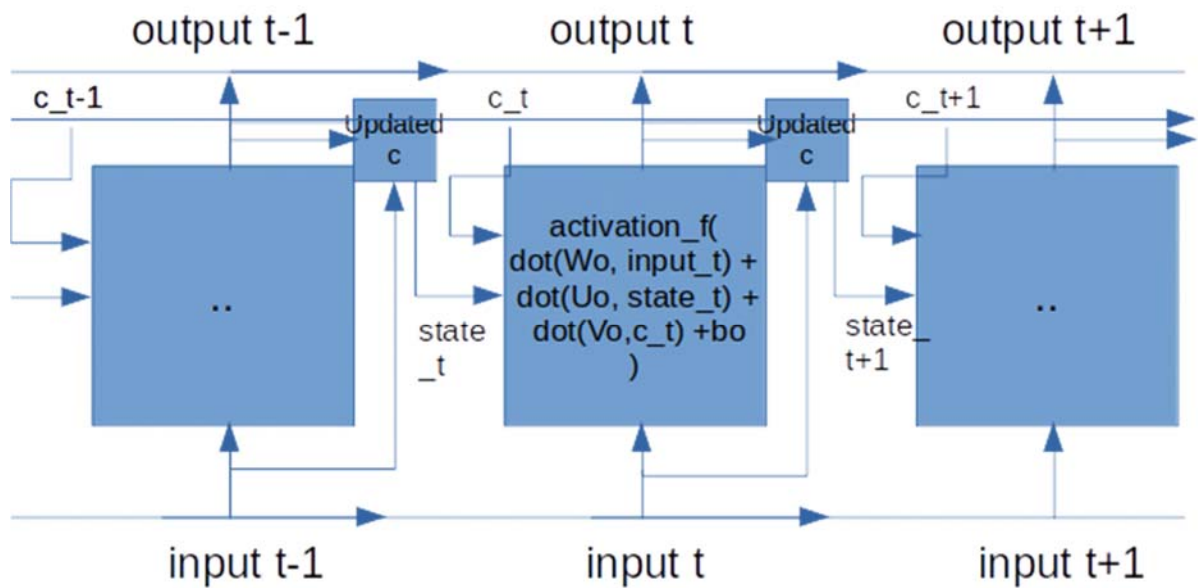 output t-1
output t
output t+1
c_t-1
c_t
c_t+1
Updated
c
Updated
c
..
activation_f(
dot(Wo, input_t) +
dot(Uo, state_t) +
dot(Vo,c_t) +bo
)
..
state
_t
state_
t+1
input t-1
input t
input t+1